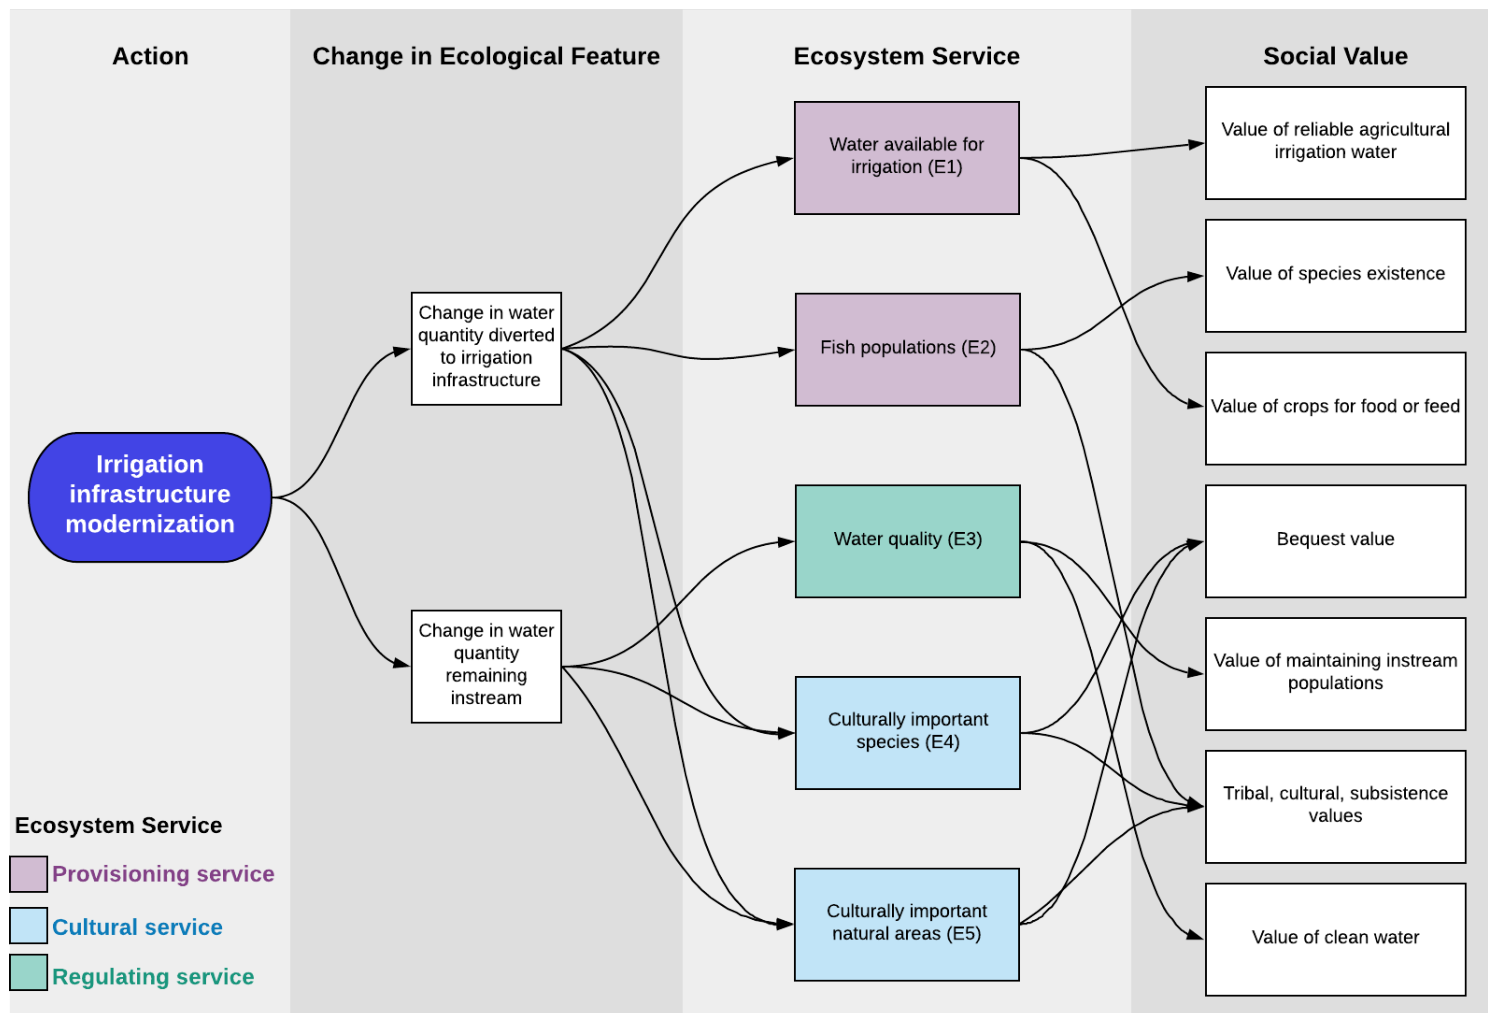 Action
Change in Ecological Feature
Ecosystem Service
Social Value
Irrigation
infrastructure
modernization
Change in water
quantity diverted
to irrigation
infrastructure
Change in water
quantity
remaining
instream
Water available for
irrigation (E1)
Fish populations (E2)
Water quality (E3)
Culturally important
species (E4)
Culturally important
natural areas (E5)
Value of reliable agricultural
irrigation water
Value of species existence
Value of crops for food or feed
Bequest value
Value of maintaining instream
populations
Tribal, cultural, subsistence
values
Value of clean water
Ecosystem Service
Provisioning service
Cultural service
Regulating service